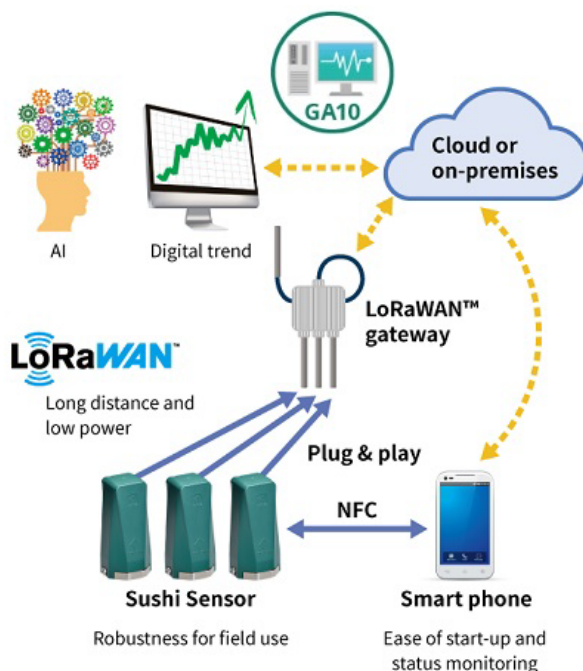 GA10
Cloud or
on-premises
AI
Digital trend
LoRaWAN™
gateway
LoRaWAN™
Long distance and
low power
Plug & play
NFC
Sushi Sensor
Smart phone
Robustness for field use
Ease of start-up and
status monitoring